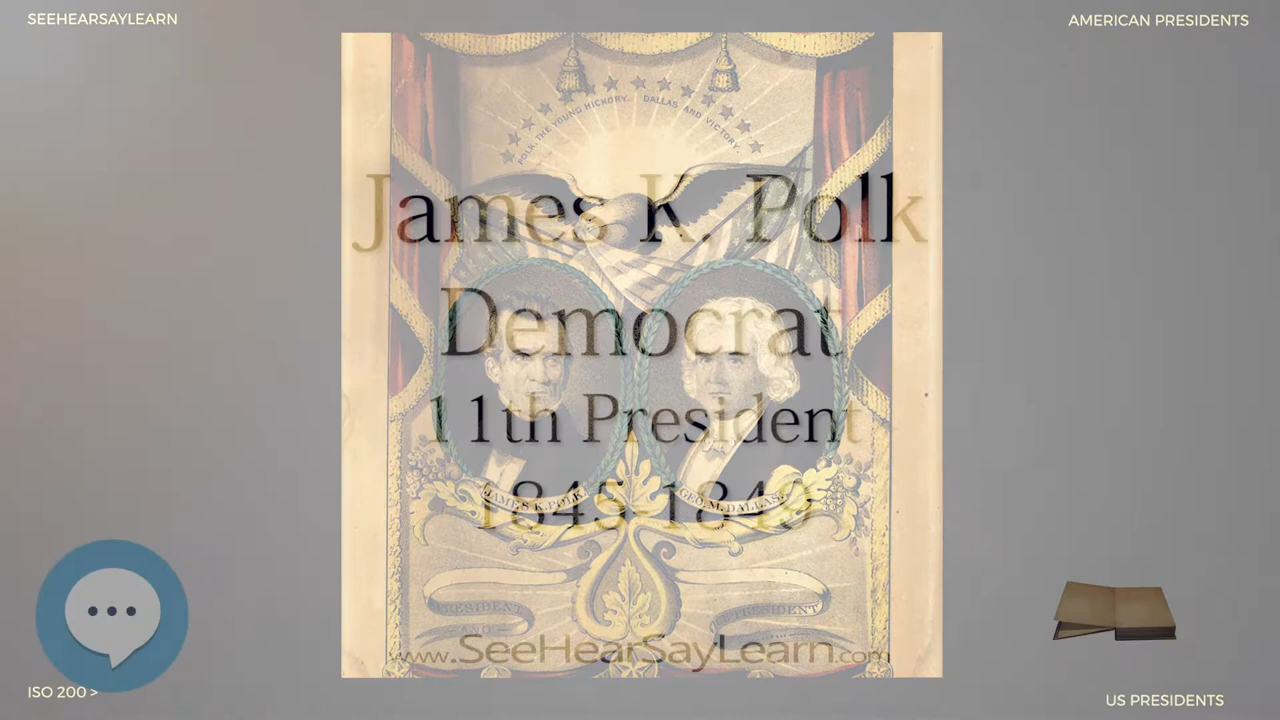 SEEHEARSAYLEARN
AMERICAN PRESIDENTS
POLK, THE YOUNG HICKORY. DALLAS AND VICTORY.
James K. Polk
Democrat
11th President
1845-1849
JAMES K. POLK
GEO. M. DALLAS.
PRESIDENT
PRESIDENT
AND
www.SeeHearSayLearn.com
ISO 200 >
US PRESIDENTS